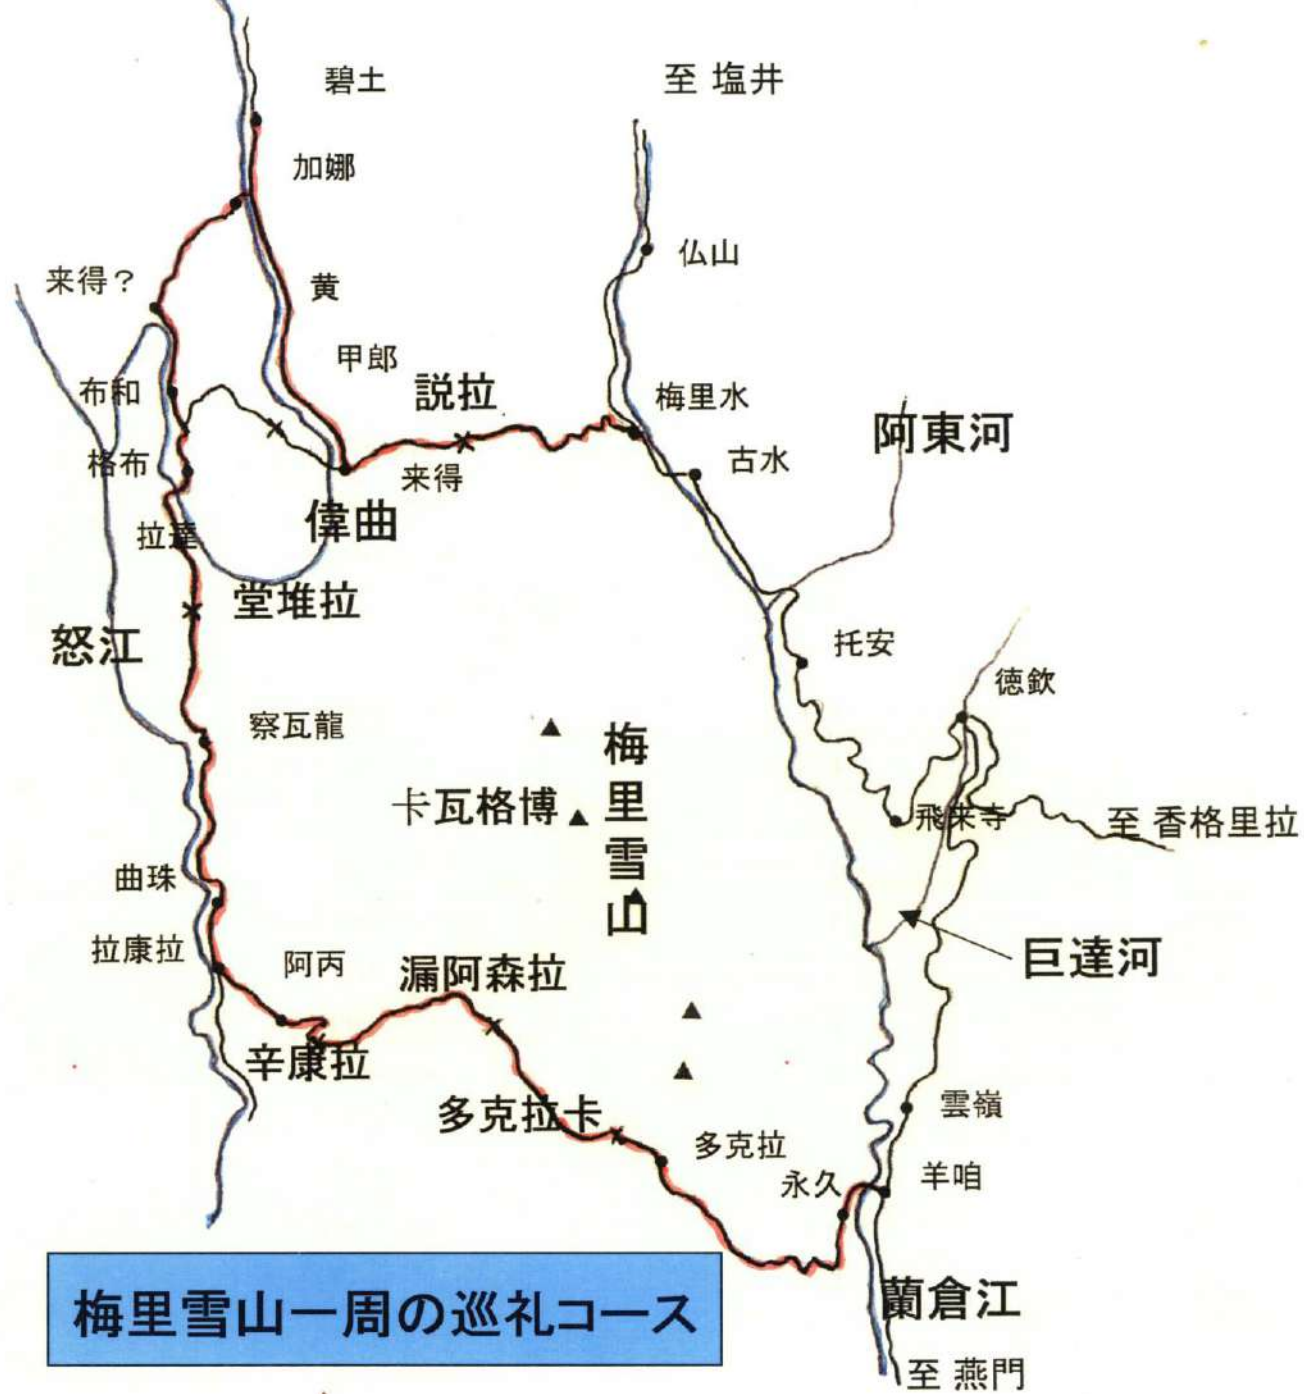 碧土
至 塩井
加娜
仏山
来得？
黄
甲郎
説拉
布和
梅里水
阿東河
格布
来得
古水
偉曲
拉達
堂堆拉
怒江
托安
徳欽
察瓦龍
梅里雪山
卡瓦格博
飛来寺
至 香格里拉
曲珠
拉康拉
阿丙
漏阿森拉
巨達河
辛康拉
多克拉卡
雲嶺
多克拉
永久
羊咱
梅里雪山一周の巡礼コース
蘭倉江
至 燕門